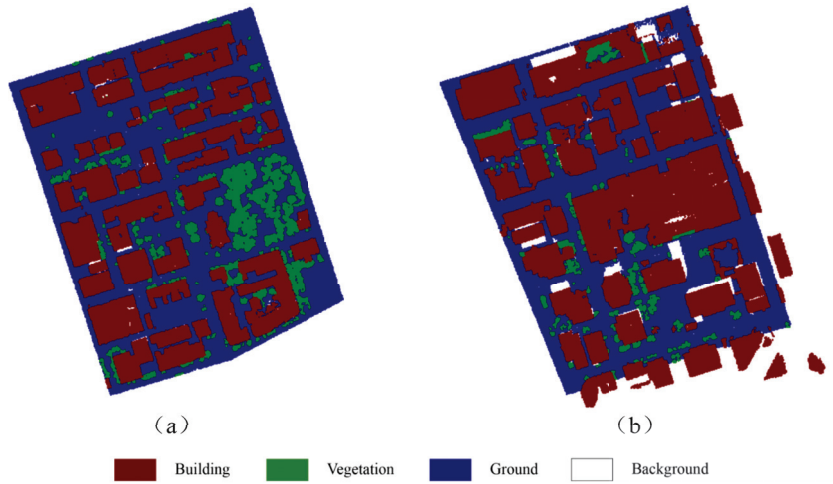 （a）
（b）
Building
Vegetation
Ground
Background